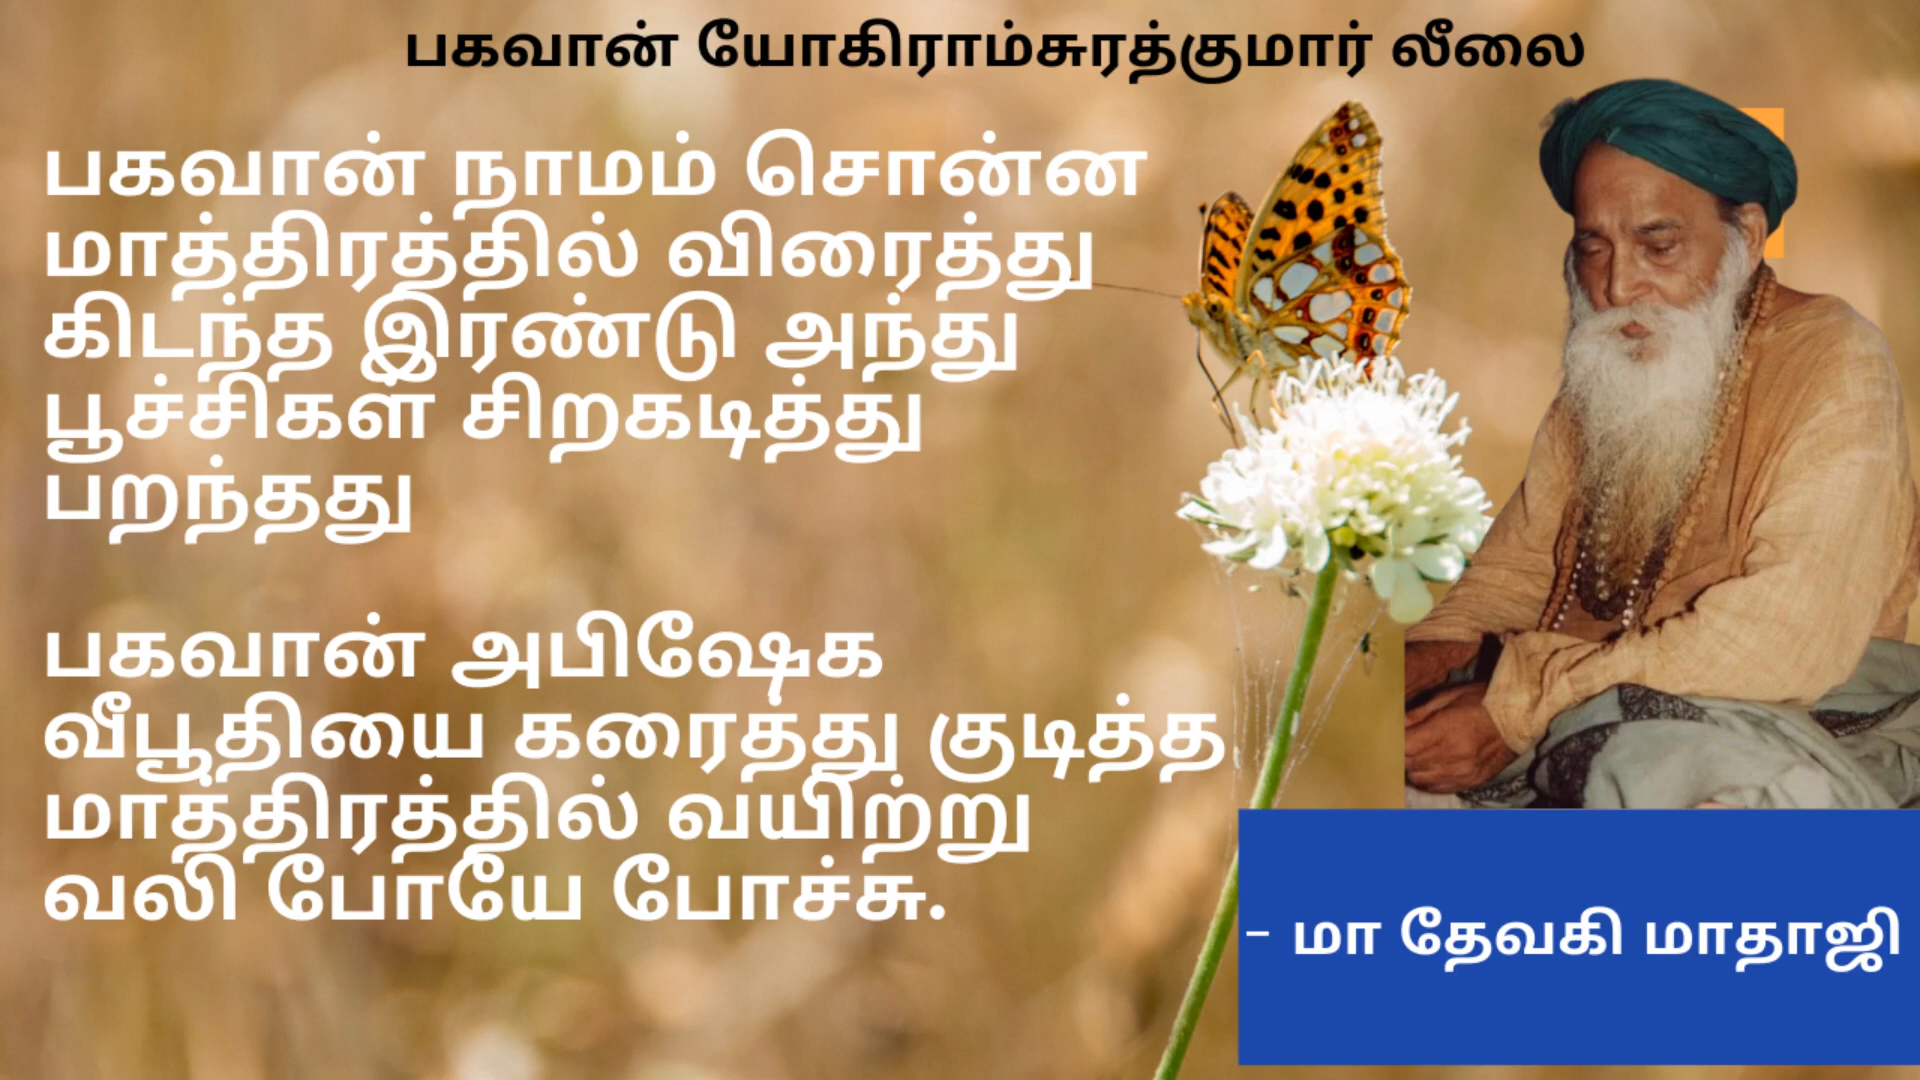 பகவான் யோகிராம்சுரத்குமார் லீலை
பகவான் நாமம் சொன்ன
மாத்திரத்தில் விரைத்து
கிடந்த இரண்டு அந்து
பூச்சிகள் சிறகடித்து
பறந்தது
பகவான் அபிஷேக
வீபூதியை கரைத்து குடித்த
மாத்திரத்தில் வயிற்று
வலி போயே போச்சு.
- மா தேவகி மாதாஜி